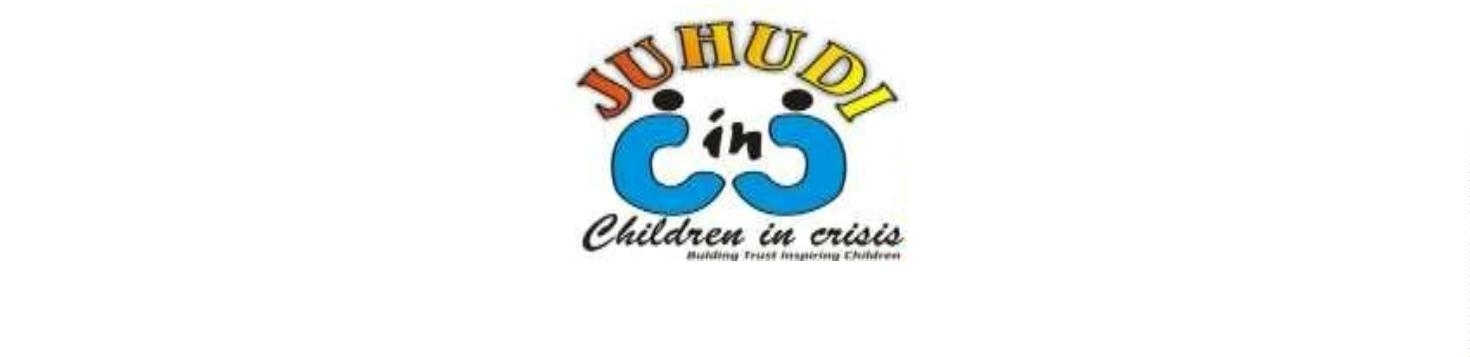 JUHUDI
in
Children in crisis
Building Trust Inspiring Children